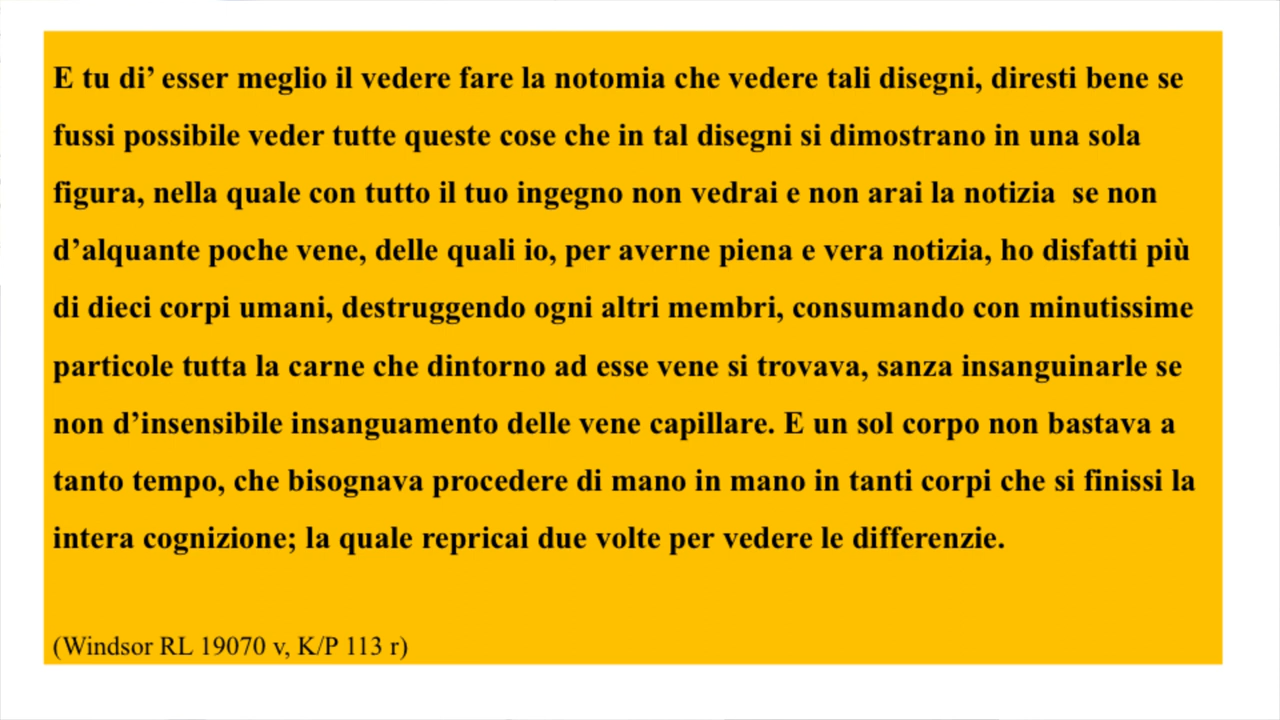 E tu di’ esser meglio il vedere fare la notomia che vedere tali disegni, diresti bene se
fussi possibile veder tutte queste cose che in tal disegni si dimostrano in una sola
figura, nella quale con tutto il tuo ingegno non vedrai e non arai la notizia  se non
d’alquante poche vene, delle quali io, per averne piena e vera notizia, ho disfatti più
di dieci corpi umani, destruggendo ogni altri membri, consumando con minutissime
particole tutta la carne che dintorno ad esse vene si trovava, sanza insanguinarle se
non d’insensibile insanguamento delle vene capillare. E un sol corpo non bastava a
tanto tempo, che bisognava procedere di mano in mano in tanti corpi che si finissi la
intera cognizione; la quale repricai due volte per vedere le differenzie.
(Windsor RL 19070 v, K/P 113 r)